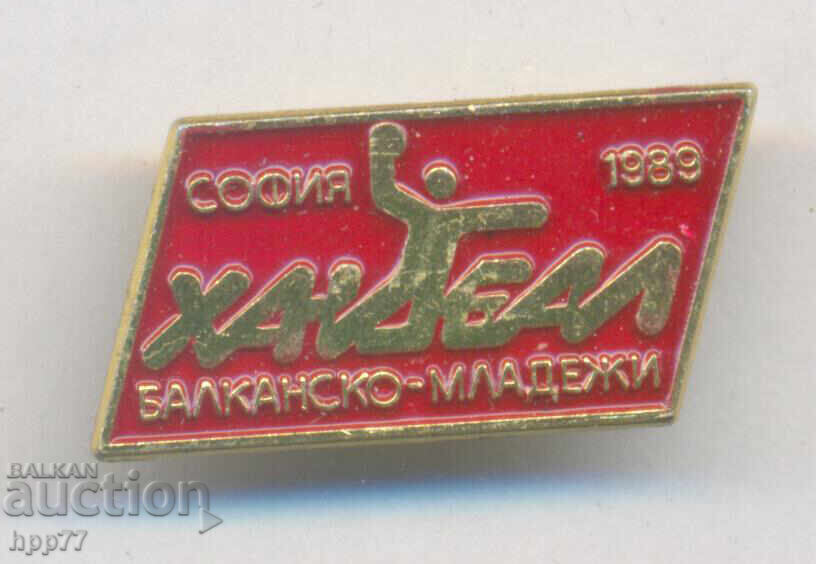 СОФИЯ 1989
ХАНДБАЛ
БАЛКАНСКО-МЛАДЕЖИ
BALKAN
auction
hpp77